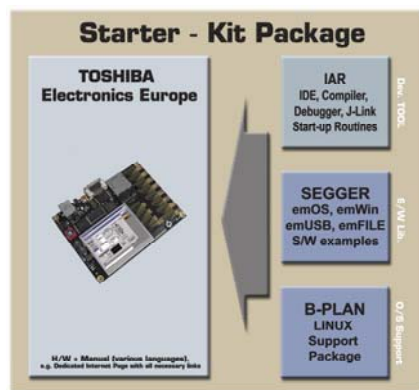 Starter - Kit Package
TOSHIBA
Electronics Europe
H/W + Manual (various languages),
e.g. Dedicated Internet Page with all necessary links
IAR
IDE, Compiler,
Debugger, J-Link
Start-up Routines
Dev. TOOL
SEGGER
emOS, emWin
emUSB, emFILE
S/W examples
S/W Lib.
B-PLAN
LINUX
Support
Package
O/S Support